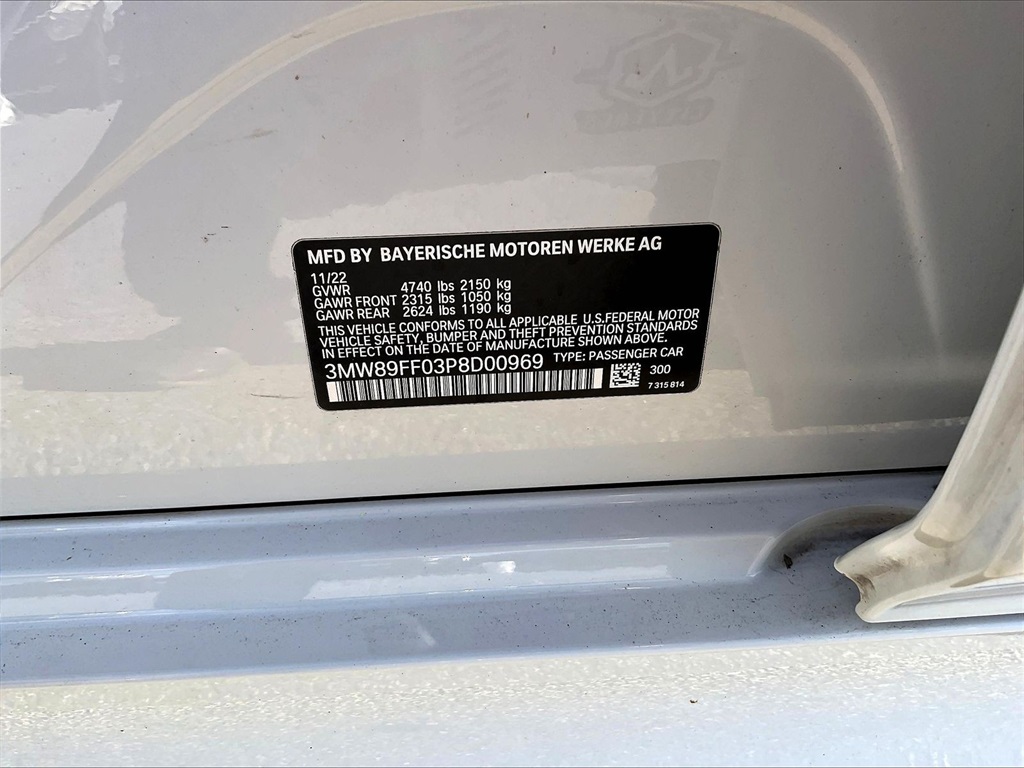 MFD BY BAYERISCHE MOTOREN WERKE AG
11/22
GVWR 4740 lbs 2150 kg
GAWR FRONT 2315 lbs 1050 kg
GAWR REAR 2624 lbs 1190 kg
THIS VEHICLE CONFORMS TO ALL APPLICABLE U.S.FEDERAL MOTOR
VEHICLE SAFETY, BUMPER AND THEFT PREVENTION STANDARDS
IN EFFECT ON THE DATE OF MANUFACTURE SHOWN ABOVE.
3MW89FF03P8D00969 TYPE: PASSENGER CAR
300
7 315 814